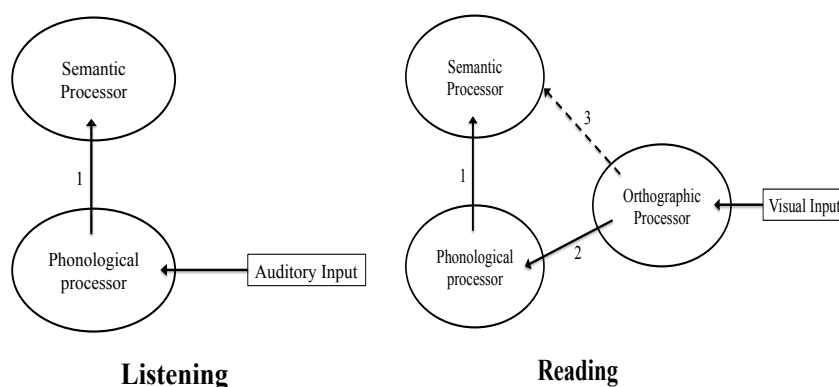 Semantic
Processor
1
Phonological
processor
Auditory Input
Listening
Semantic
Processor
3
1
Orthographic
Processor
Visual Input
Phonological
processor
2
Reading